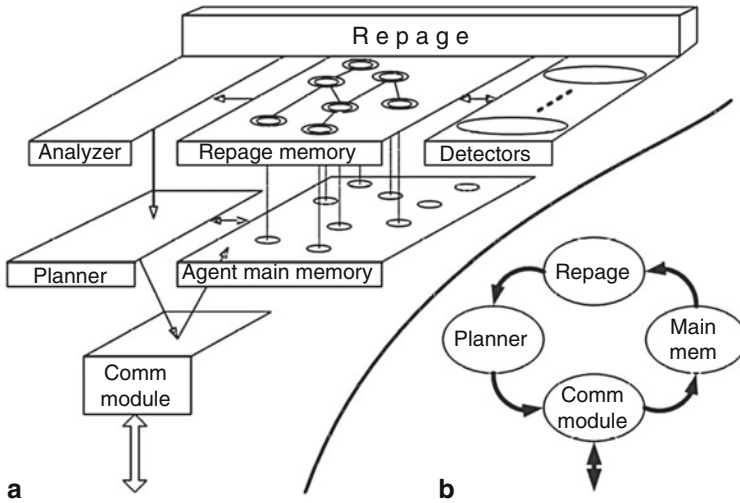 Repage
Analyzer
Repage memory
Detectors
Planner
Agent main memory
Comm
module
a
Repage
Planner
Main
mem
Comm
module
b